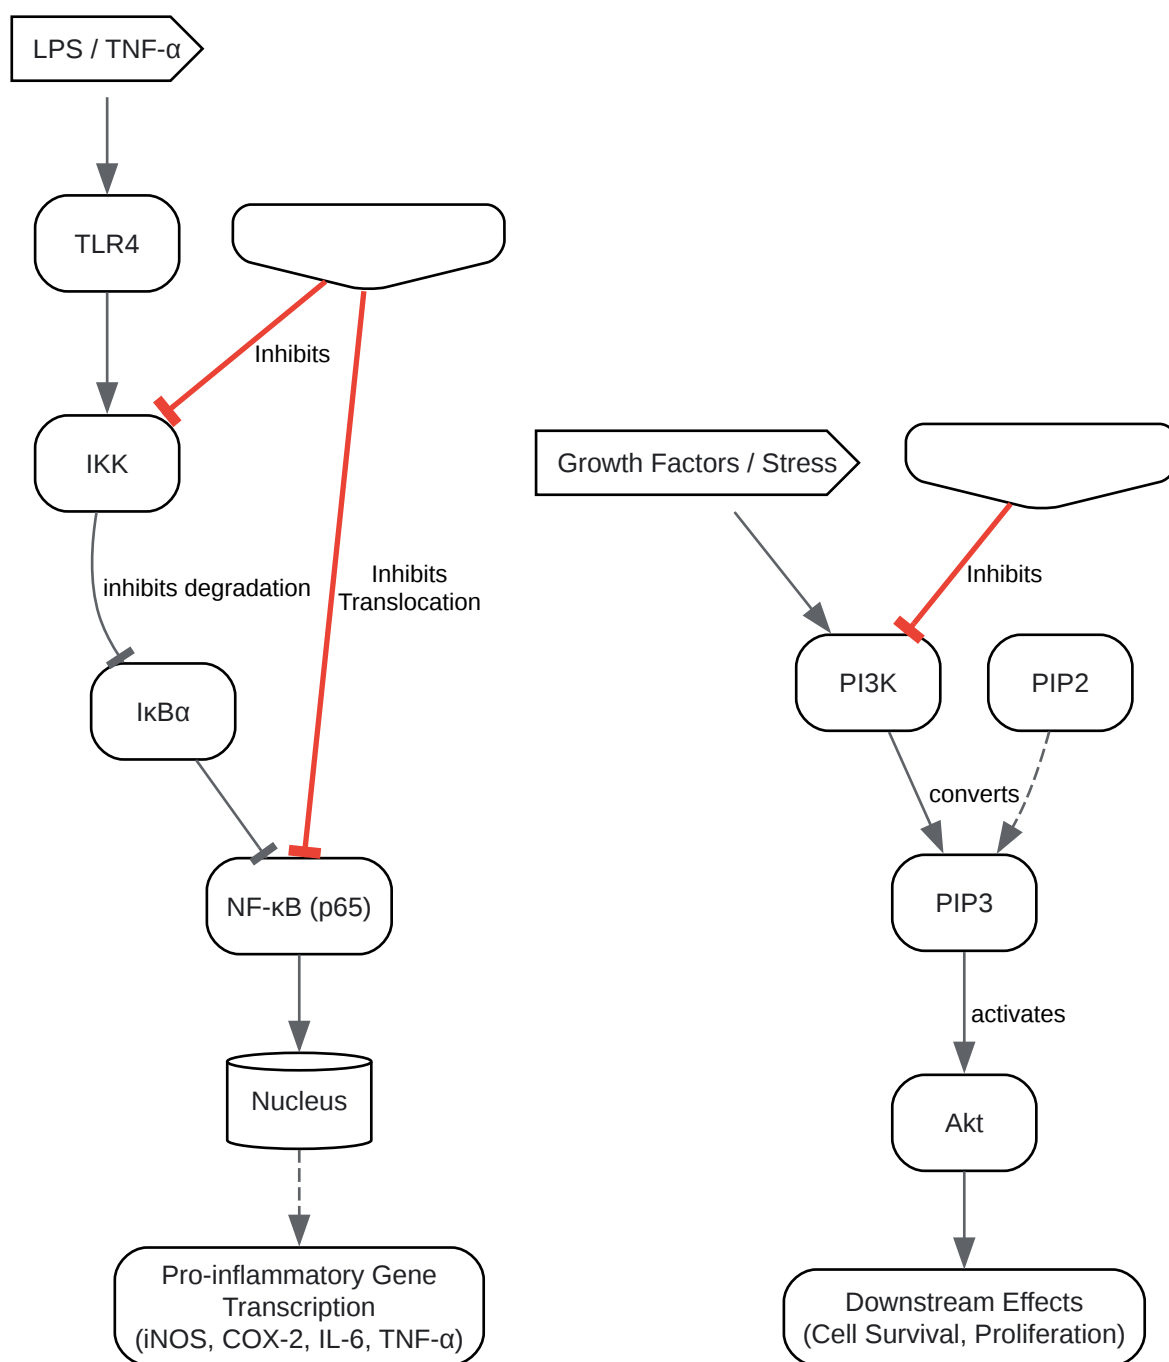 LPS / TNF-α
TLR4
Inhibits
IKK
inhibits degradation
Inhibits
Translocation
IκBα
NF-κB (p65)
Nucleus
Pro-inflammatory Gene
Transcription
(iNOS, COX-2, IL-6, TNF-α)
Growth Factors / Stress
Inhibits
PI3K
PIP2
converts
PIP3
activates
Akt
Downstream Effects
(Cell Survival, Proliferation)